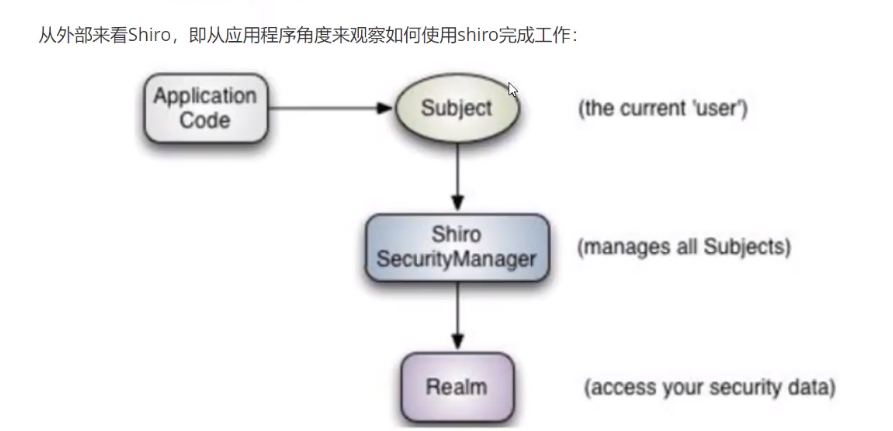 从外部来看Shiro，即从应用程序角度来观察如何使用shiro完成工作：
Application
Code
Subject
(the current 'user')
Shiro
SecurityManager
(manages all Subjects)
Realm
(access your security data)